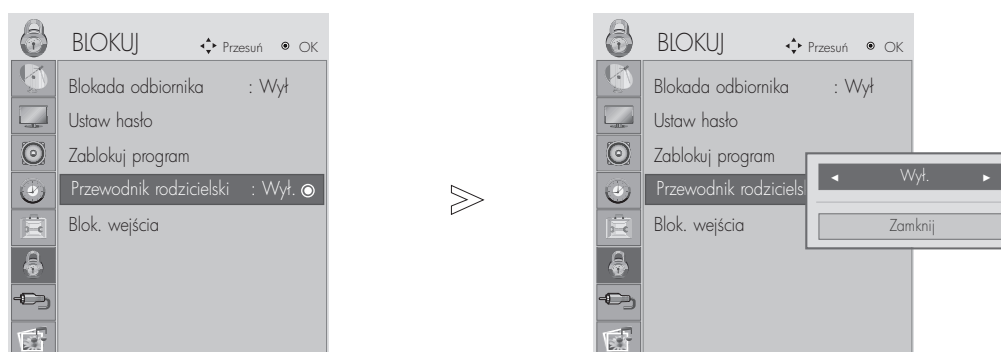 BLOKUJ Przesuń OK
Blokada odbiornika : Wył
Ustaw hasło
Zablokuj program
Przewodnik rodzicielski : Wył.
Blok. wejścia
BLOKUJ Przesuń OK
Blokada odbiornika : Wył
Ustaw hasło
Zablokuj program
Przewodnik rodziciels
Wył.
Zamknij
Blok. wejścia